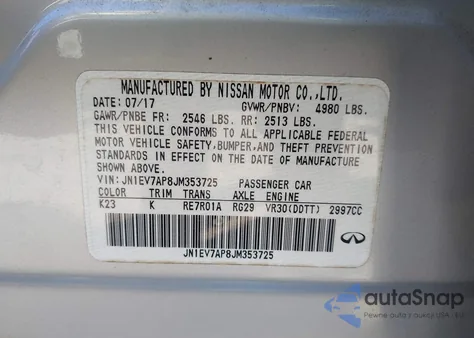 MANUFACTURED BY NISSAN MOTOR CO.,LTD.
DATE: 07/17 GVWR/PNBV: 4980 LBS.
GAWR/PNBE FR: 2546 LBS. RR: 2513 LBS.
THIS VEHICLE CONFORMS TO ALL APPLICABLE FEDERAL
MOTOR VEHICLE SAFETY, BUMPER, AND THEFT PREVENTION
STANDARDS IN EFFECT ON THE DATE OF MANUFACTURE
SHOWN ABOVE.
VIN: JN1EV7AP8JM353725 PASSENGER CAR
COLOR TRIM TRANS AXLE ENGINE
K23 K RE7R01A RG29 VR30(DDTT) 2997CC
JN1EV7AP8JM353725
INFINITI
autoSnap